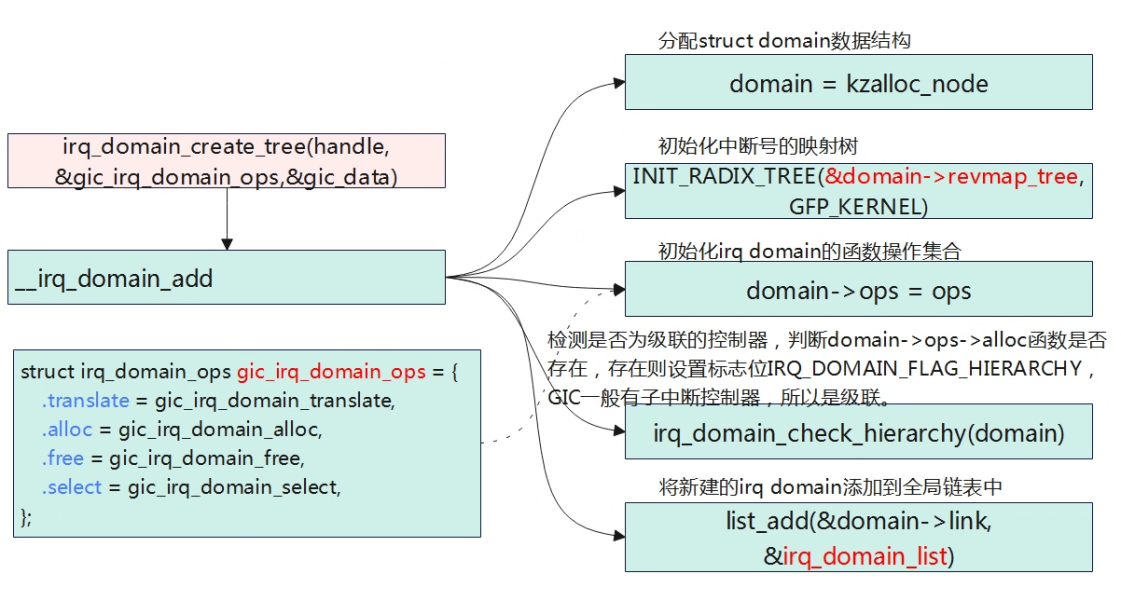 分配struct domain数据结构
domain = kzalloc_node
irq_domain_create_tree(handle,
&gic_irq_domain_ops,&gic_data)
初始化中断号的映射树
INIT_RADIX_TREE(&domain->revmap_tree,
GFP_KERNEL)
__irq_domain_add
初始化irq domain的函数操作集合
domain->ops = ops
检测是否为级联的控制器，判断domain->ops->alloc函数是否
存在，存在则设置标志位IRQ_DOMAIN_FLAG_HIERARCHY，
GIC一般有子中断控制器，所以是级联。
irq_domain_check_hierarchy(domain)
struct irq_domain_ops gic_irq_domain_ops = {
.translate = gic_irq_domain_translate,
.alloc = gic_irq_domain_alloc,
.free = gic_irq_domain_free,
.select = gic_irq_domain_select,
};
将新建的irq domain添加到全局链表中
list_add(&domain->link,
&irq_domain_list)